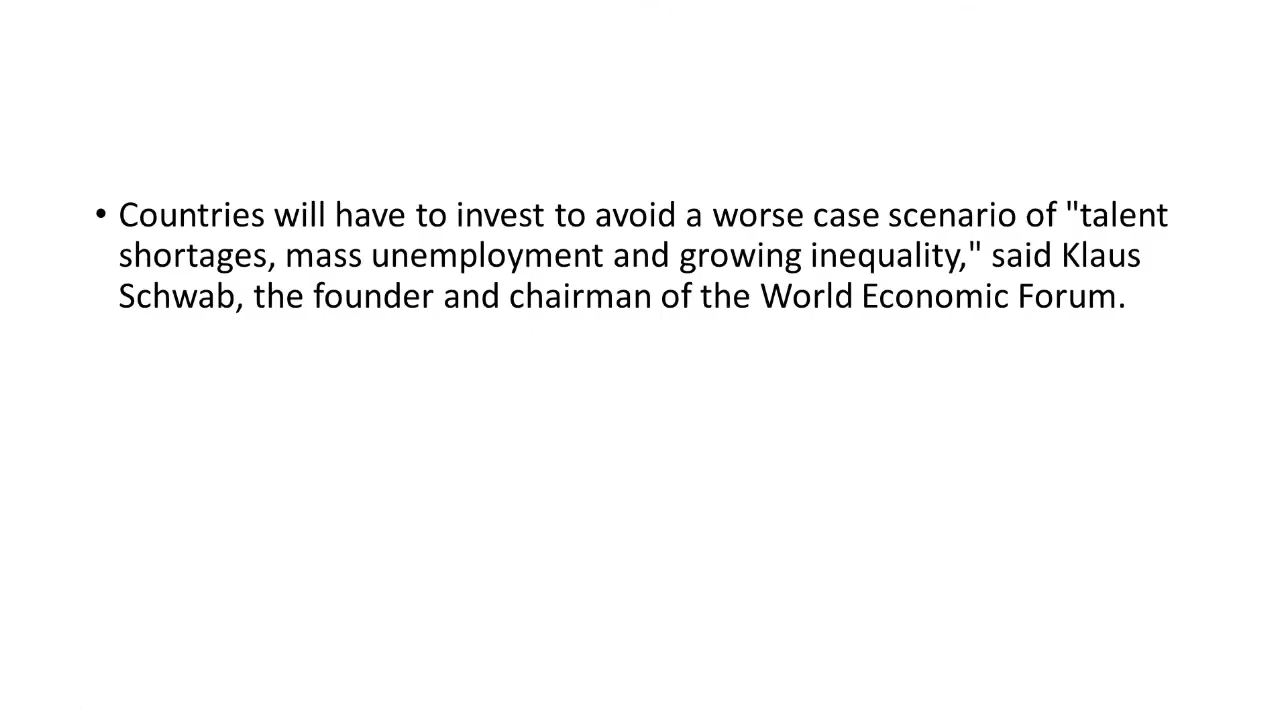 • Countries will have to invest to avoid a worse case scenario of "talent
shortages, mass unemployment and growing inequality," said Klaus
Schwab, the founder and chairman of the World Economic Forum.